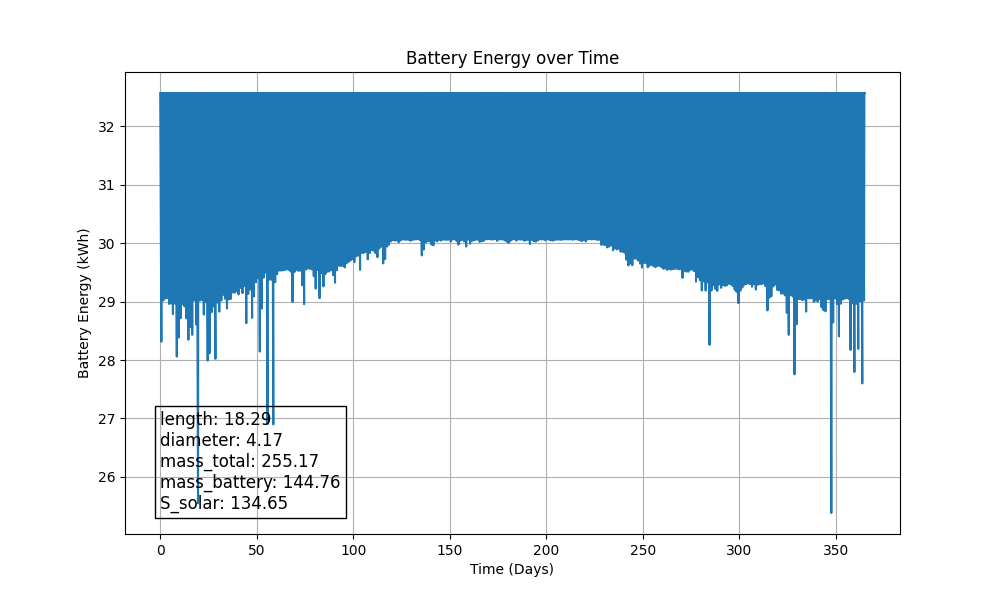 Battery Energy over Time
Battery Energy (kWh)
32
31
30
29
28
27
26
length: 18.29
diameter: 4.17
mass_total: 255.17
mass_battery: 144.76
S_solar: 134.65
0 50 100 150 200 250 300 350
Time (Days)